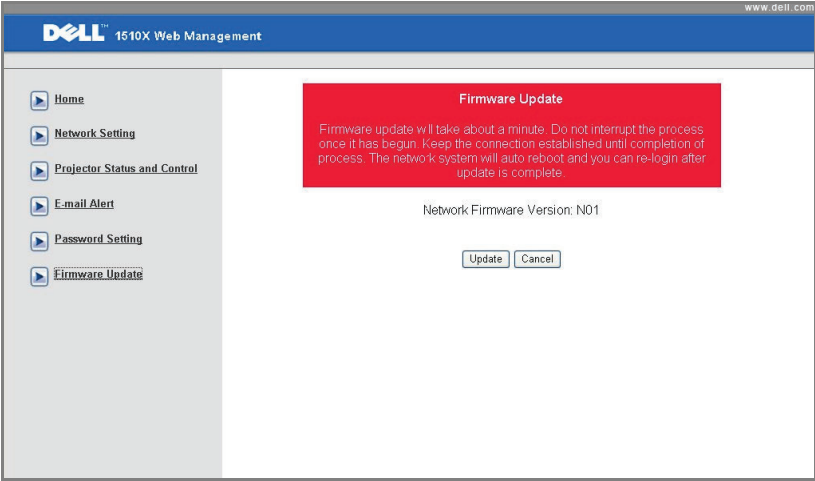 www.dell.com
DELL™ 1510X Web Management
Home
Network Setting
Projector Status and Control
E-mail Alert
Password Setting
Firmware Update
Firmware Update
Firmware update will take about a minute. Do not interrupt the process
once it has begun. Keep the connection established until completion of
process. The network system will auto reboot and you can re-login after
update is complete.
Network Firmware Version: N01
Update Cancel